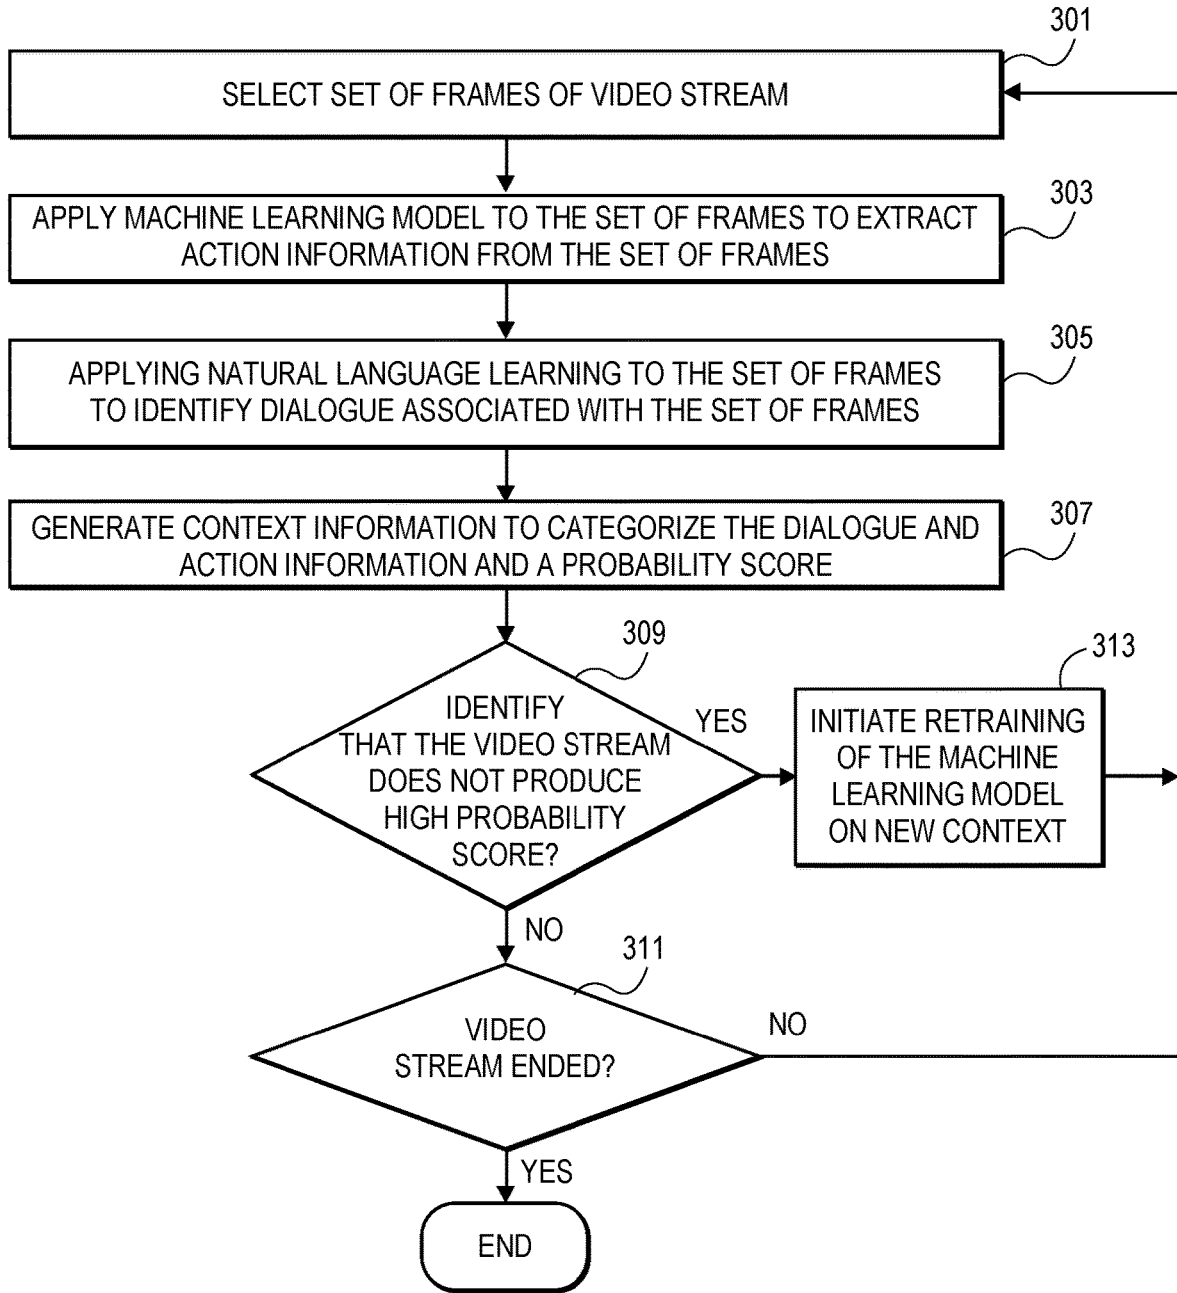 301
SELECT SET OF FRAMES OF VIDEO STREAM
303
APPLY MACHINE LEARNING MODEL TO THE SET OF FRAMES TO EXTRACT
ACTION INFORMATION FROM THE SET OF FRAMES
305
APPLYING NATURAL LANGUAGE LEARNING TO THE SET OF FRAMES
TO IDENTIFY DIALOGUE ASSOCIATED WITH THE SET OF FRAMES
307
GENERATE CONTEXT INFORMATION TO CATEGORIZE THE DIALOGUE AND
ACTION INFORMATION AND A PROBABILITY SCORE
309
IDENTIFY
THAT THE VIDEO STREAM
DOES NOT PRODUCE
HIGH PROBABILITY
SCORE?
YES
313
INITIATE RETRAINING
OF THE MACHINE
LEARNING MODEL
ON NEW CONTEXT
NO
311
VIDEO
STREAM ENDED?
NO
YES
END